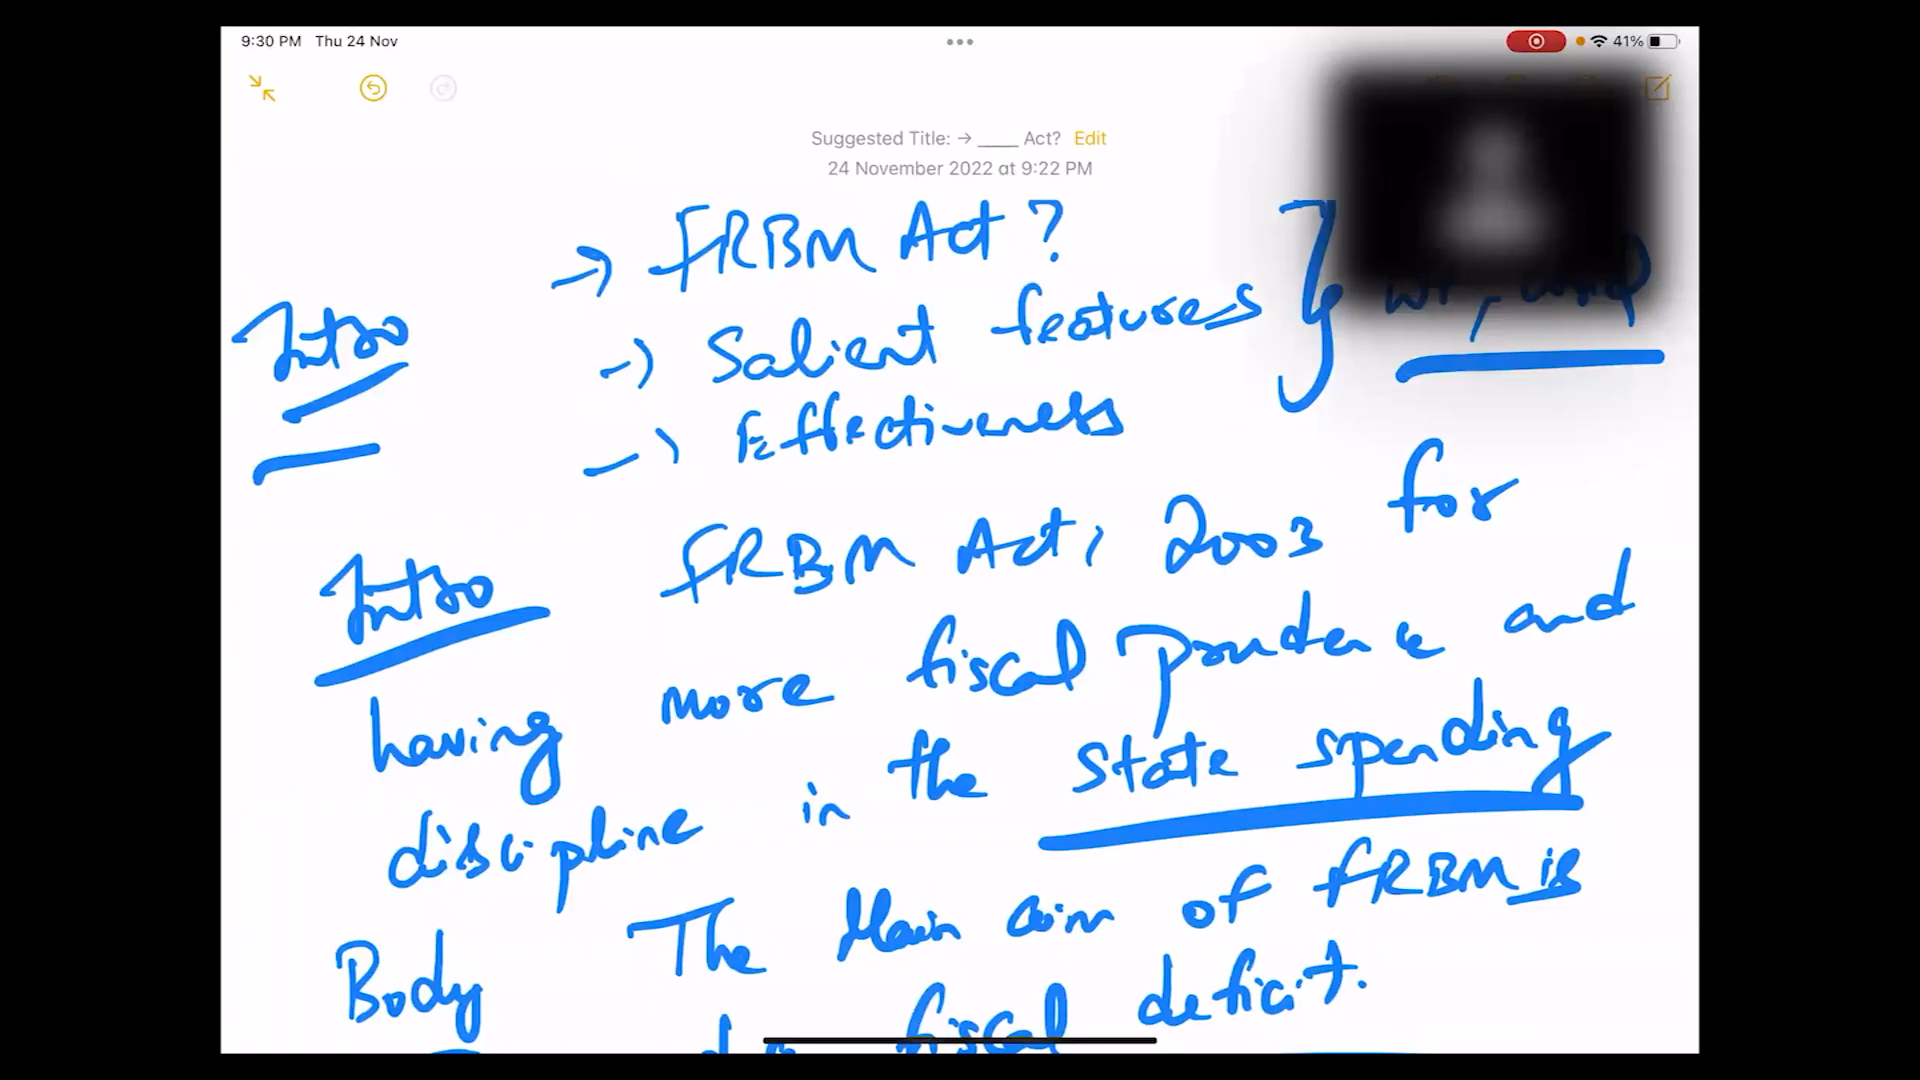 9:30 PM Thu 24 Nov
41%
Suggested Title: → ____ Act? Edit
24 November 2022 at 9:22 PM
→ FRBM Act?
Intro → Salient features
→ Effectiveness
Intro FRBM Act, 2003 for
having more fiscal prudence and
discipline in the state spending
Body The Main aim of FRBM is
fiscal deficit.